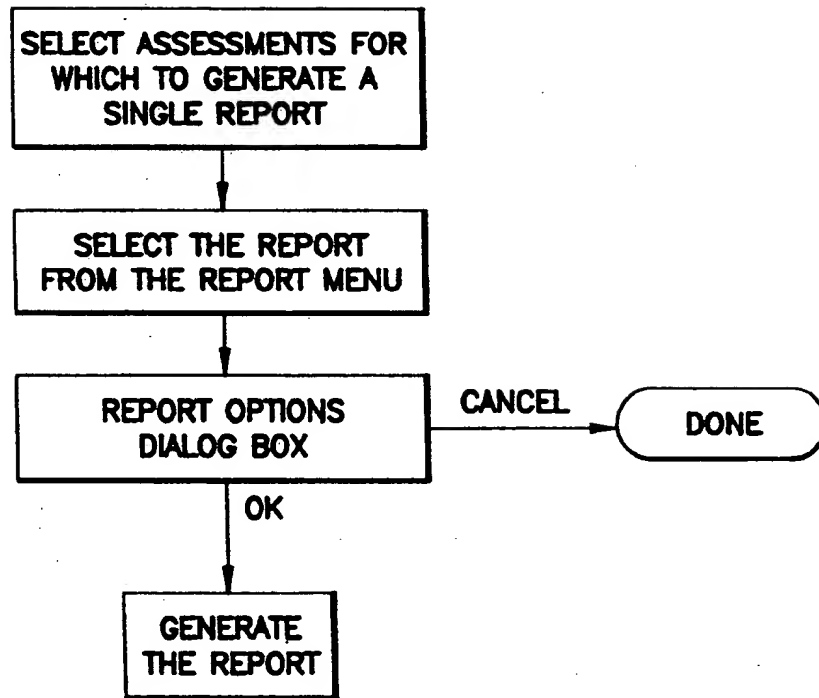 SELECT ASSESSMENTS FOR
WHICH TO GENERATE A
SINGLE REPORT
SELECT THE REPORT
FROM THE REPORT MENU
REPORT OPTIONS
DIALOG BOX
CANCEL
DONE
OK
GENERATE
THE REPORT